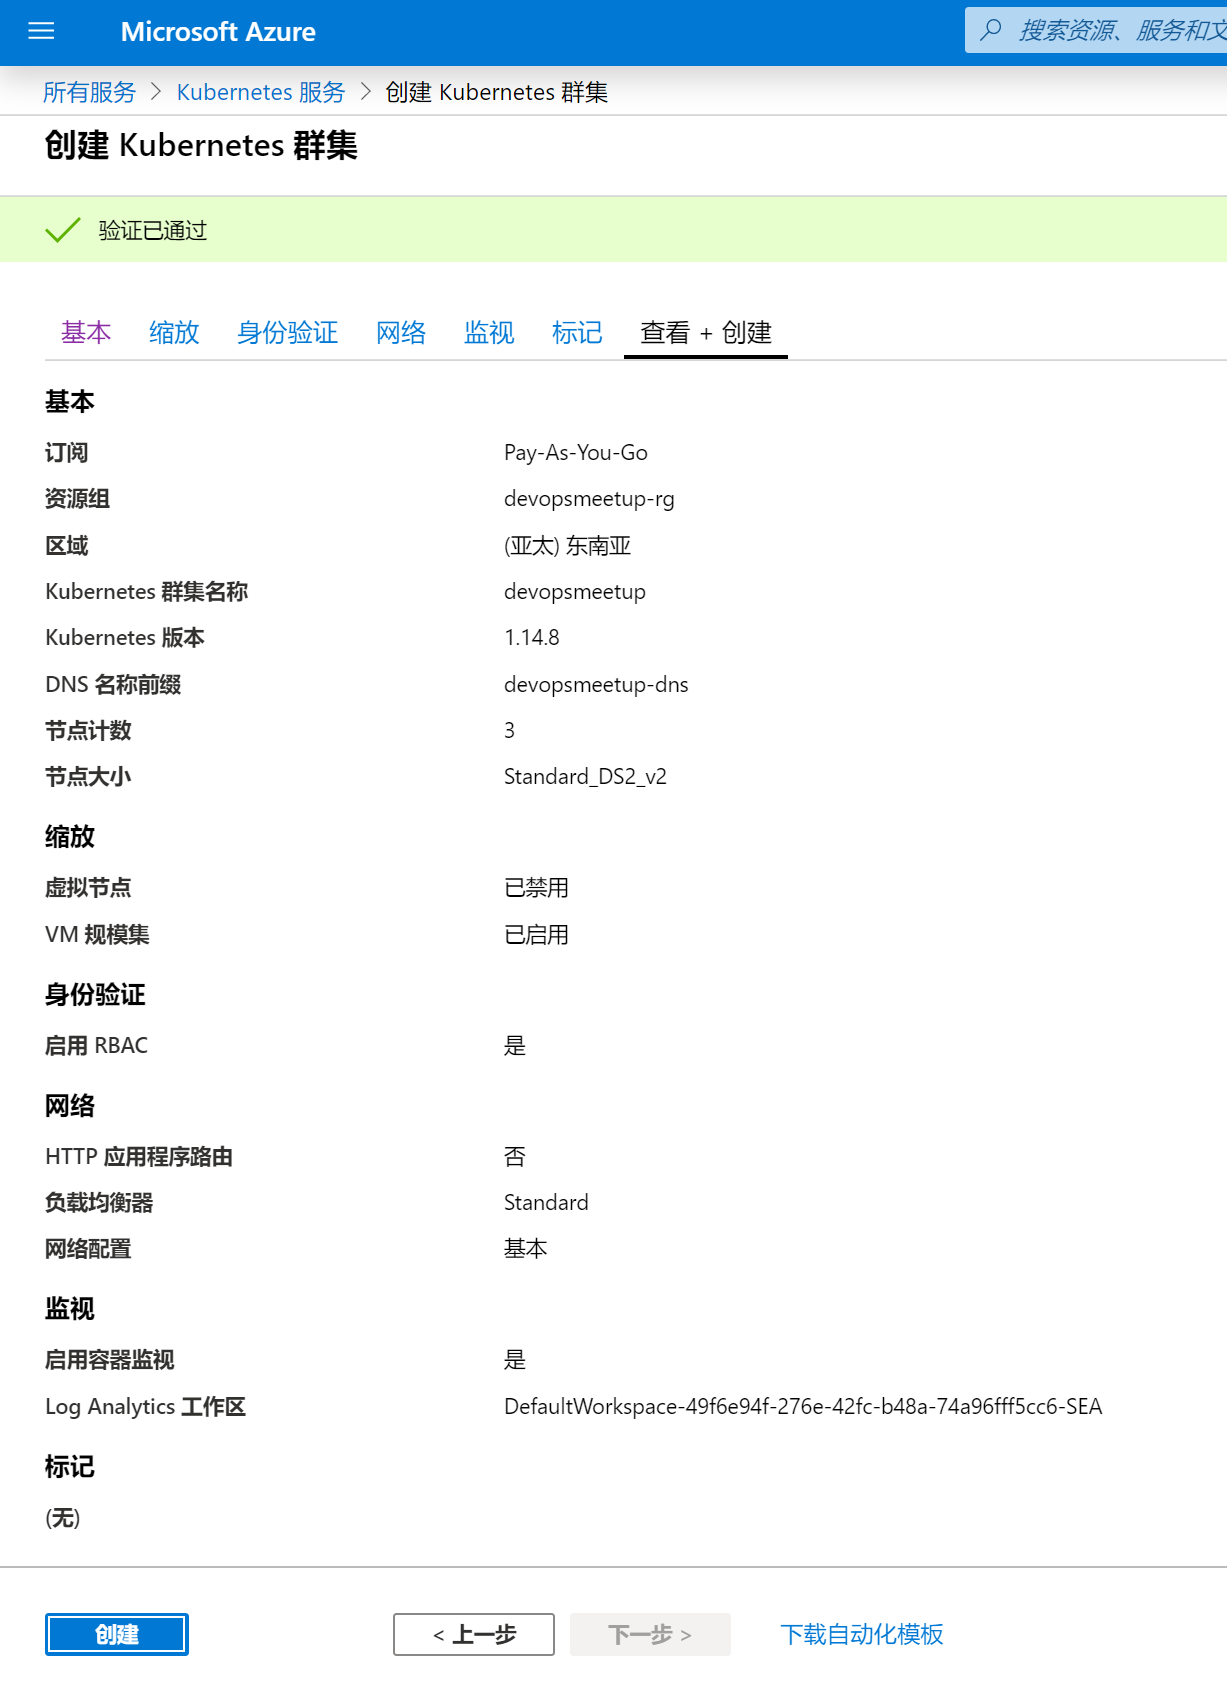 Microsoft Azure
搜索资源、服务和文
所有服务 > Kubernetes 服务 > 创建 Kubernetes 群集
创建 Kubernetes 群集
验证已通过
基本 缩放 身份验证 网络 监视 标记 查看 + 创建
基本
订阅 Pay-As-You-Go
资源组 devopsmeetup-rg
区域 (亚太) 东南亚
Kubernetes 群集名称 devopsmeetup
Kubernetes 版本 1.14.8
DNS 名称前缀 devopsmeetup-dns
节点计数 3
节点大小 Standard_DS2_v2
缩放
虚拟节点 已禁用
VM 规模集 已启用
身份验证
启用 RBAC 是
网络
HTTP 应用程序路由 否
负载均衡器 Standard
网络配置 基本
监视
启用容器监视 是
Log Analytics 工作区 DefaultWorkspace-49f6e94f-276e-42fc-b48a-74a96fff5cc6-SEA
标记
(无)
创建 < 上一步 下一步 > 下载自动化模板